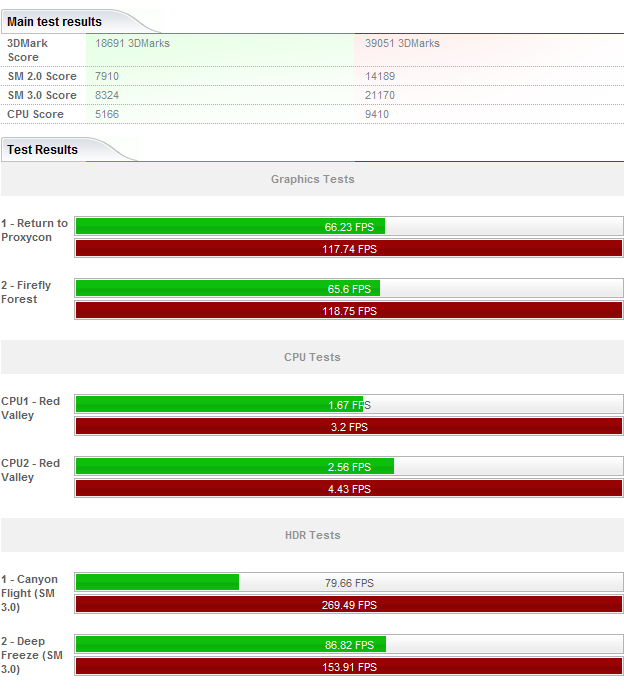 Main test results
3DMark Score 18691 3DMarks 39051 3DMarks
SM 2.0 Score 7910 14189
SM 3.0 Score 8324 21170
CPU Score 5166 9410
Test Results
Graphics Tests
1 - Return to Proxycon
66.23 FPS
117.74 FPS
2 - Firefly Forest
65.6 FPS
118.75 FPS
CPU Tests
CPU1 - Red Valley
1.67 FPS
3.2 FPS
CPU2 - Red Valley
2.56 FPS
4.43 FPS
HDR Tests
1 - Canyon Flight (SM 3.0)
79.66 FPS
269.49 FPS
2 - Deep Freeze (SM 3.0)
86.82 FPS
153.91 FPS